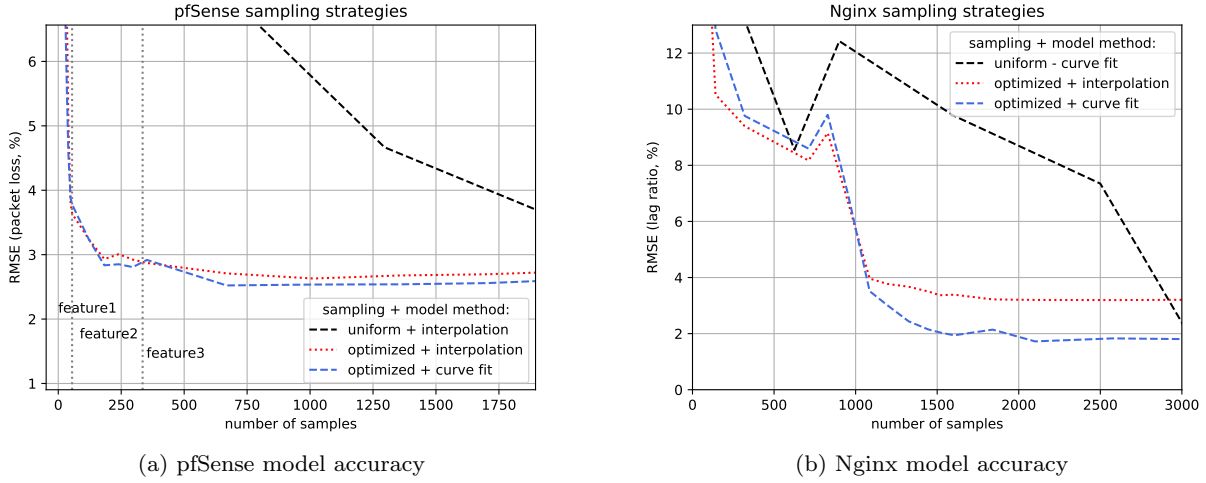 pfSense sampling strategies
RMSE (packet loss, %)
6
5
4
3
2
1
feature1
feature2
feature3
sampling + model method:
uniform + interpolation
optimized + interpolation
optimized + curve fit
0
250
500
750
1000
1250
1500
1750
number of samples
(a) pfSense model accuracy
Nginx sampling strategies
RMSE (lag ratio, %)
12
10
8
6
4
2
0
sampling + model method:
uniform - curve fit
optimized + interpolation
optimized + curve fit
0
500
1000
1500
2000
2500
3000
number of samples
(b) Nginx model accuracy